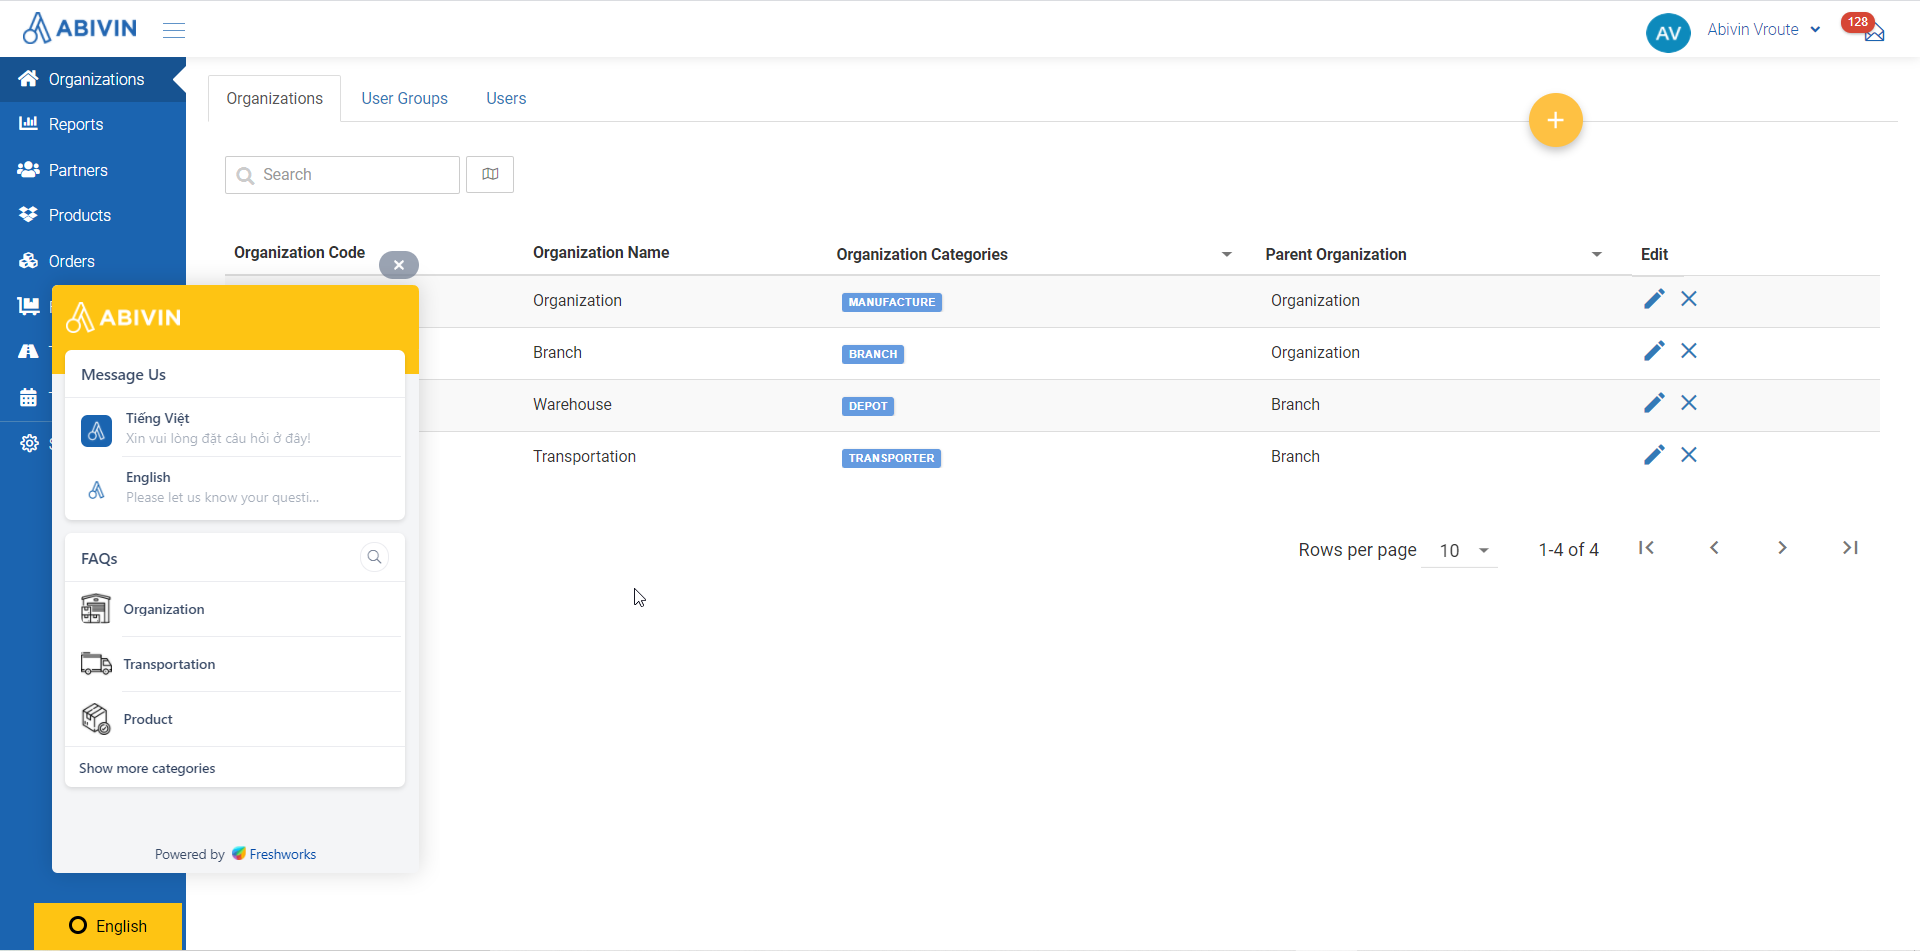 ABIVIN
AV
Abivin Vroute
128
Organizations
Reports
Partners
Products
Orders
Organizations
User Groups
Users
Search
Organization Code
Organization Name
Organization Categories
Parent Organization
Edit
Organization
MANUFACTURE
Organization
Branch
BRANCH
Organization
Warehouse
DEPOT
Branch
Transportation
TRANSPORTER
Branch
Rows per page
10
1-4 of 4
ABIVIN
Message Us
Tiếng Việt
Xin vui lòng đặt câu hỏi ở đây!
English
Please let us know your questi...
FAQs
Organization
Transportation
Product
Show more categories
Powered by Freshworks
English